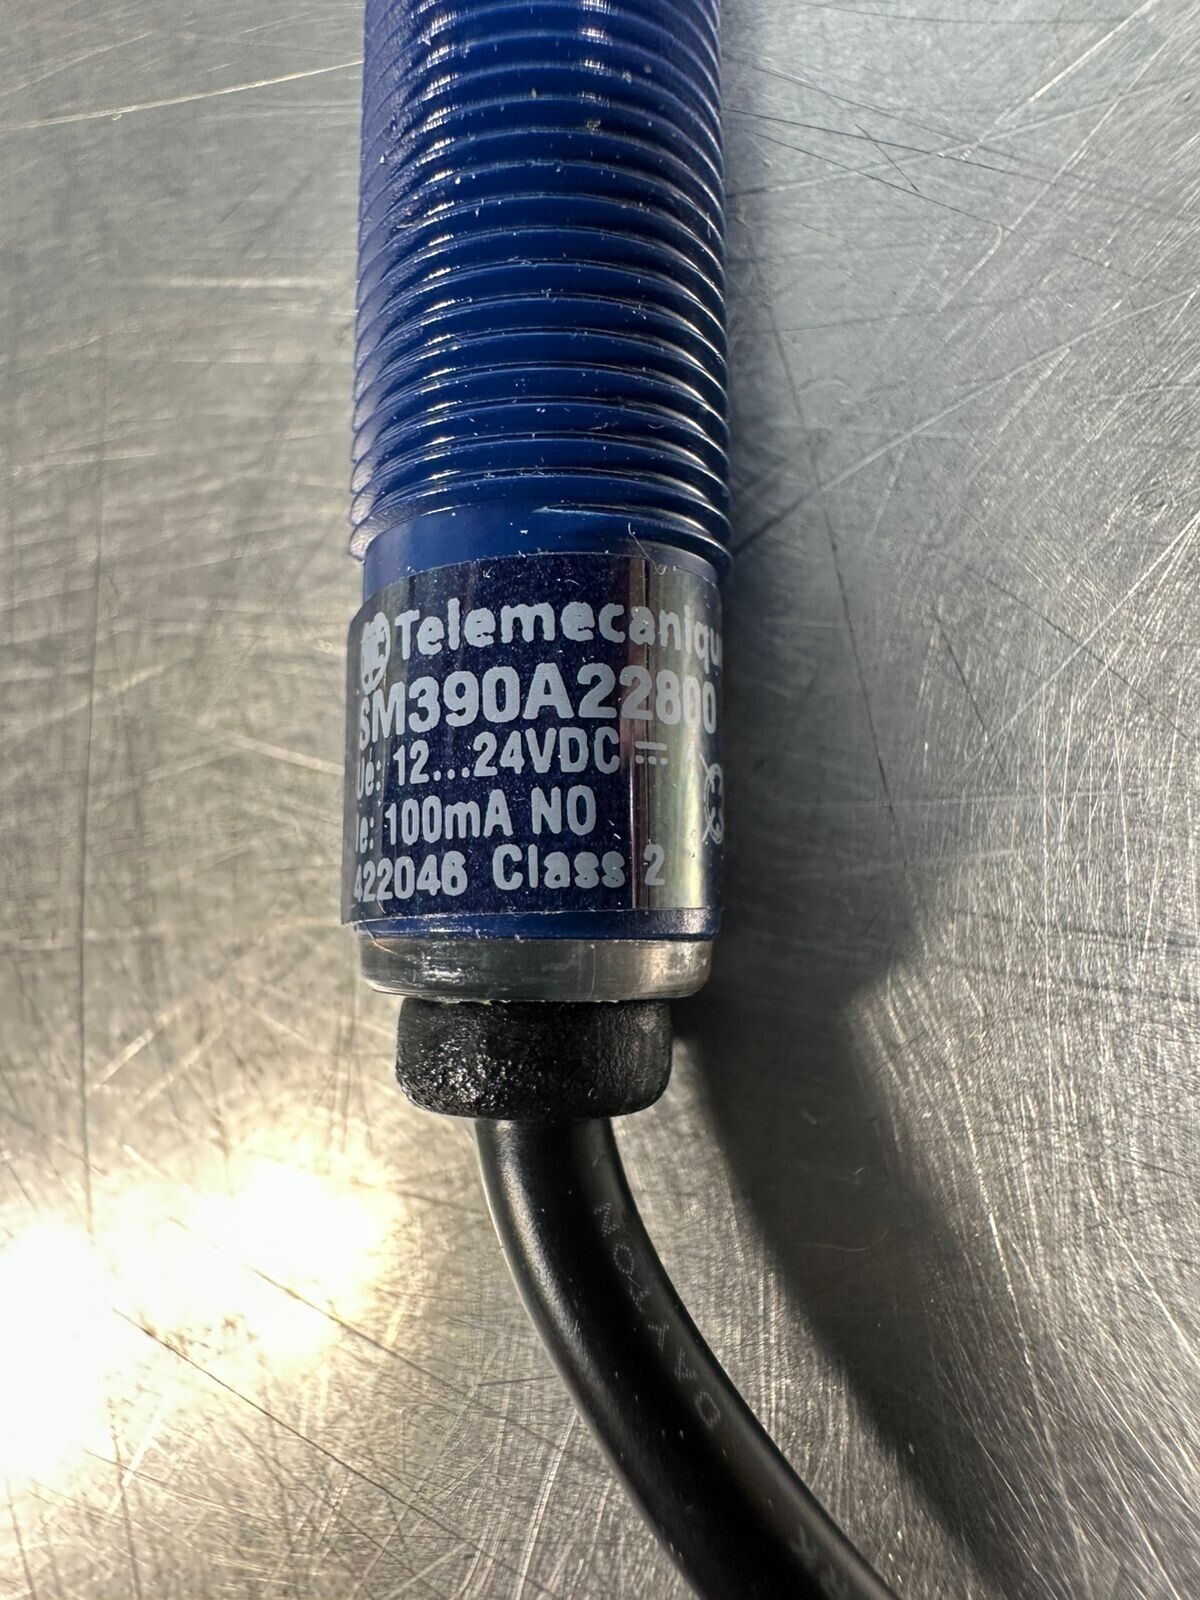 Telemecaniqu
SM390A22800
Ue: 12...24VDC
Ie: 100mA NO
422046 Class 2